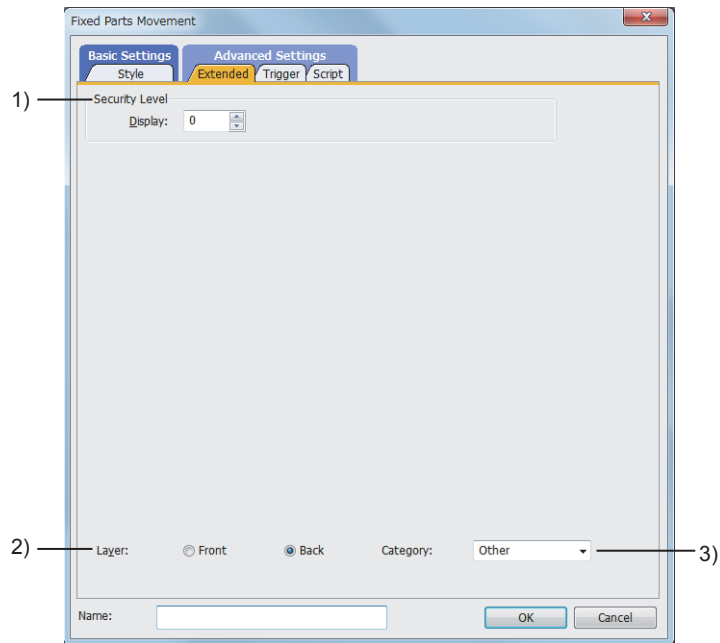 Fixed Parts Movement
Basic Settings Advanced Settings
Style Extended Trigger Script
1) Security Level
Display: 0
2) Layer: Front Back Category: Other 3)
Name: OK Cancel